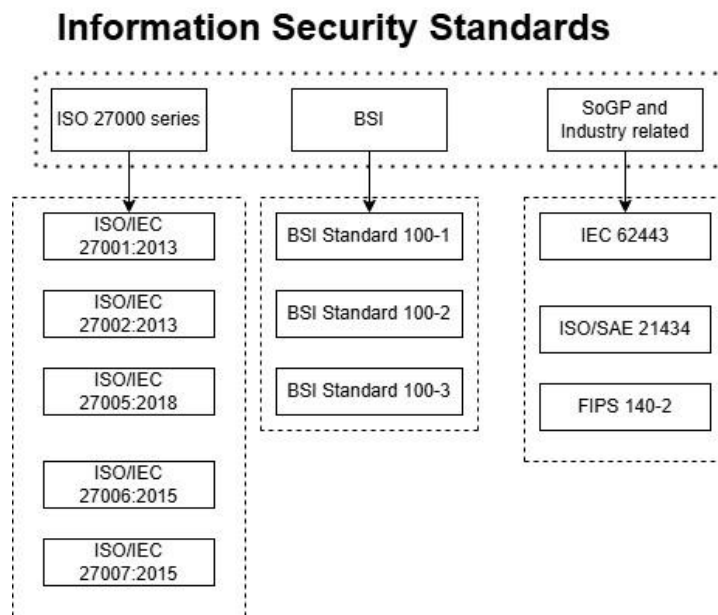 Information Security Standards
ISO 27000 series
BSI
SoGP and
Industry related
ISO/IEC
27001:2013
ISO/IEC
27002:2013
ISO/IEC
27005:2018
ISO/IEC
27006:2015
ISO/IEC
27007:2015
BSI Standard 100-1
BSI Standard 100-2
BSI Standard 100-3
IEC 62443
ISO/SAE 21434
FIPS 140-2